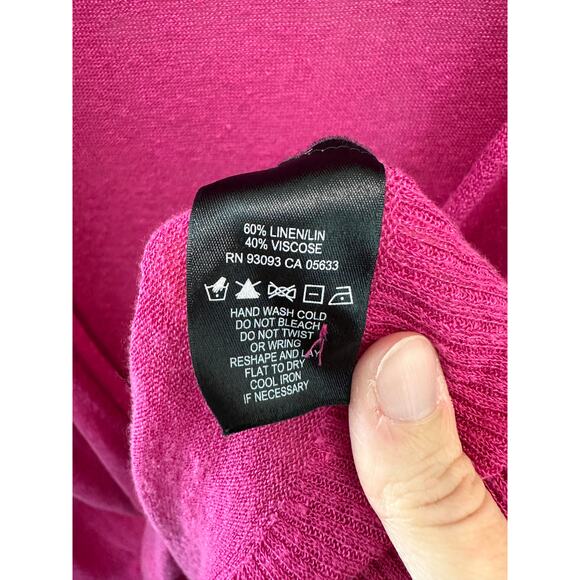 60% LINEN/LIN
40% VISCOSE
RN 93093 CA 05633
HAND WASH COLD
DO NOT BLEACH
DO NOT TWIST
OR WRING
RESHAPE AND LAY
FLAT TO DRY
COOL IRON
IF NECESSARY